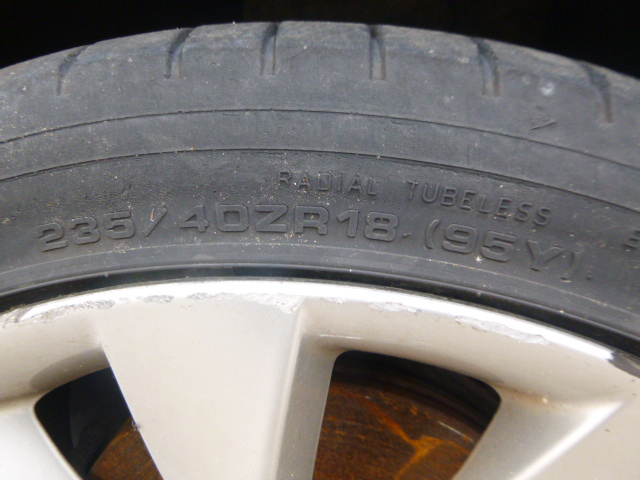 RADIAL TUBELESS
235/40ZR18 (95Y)